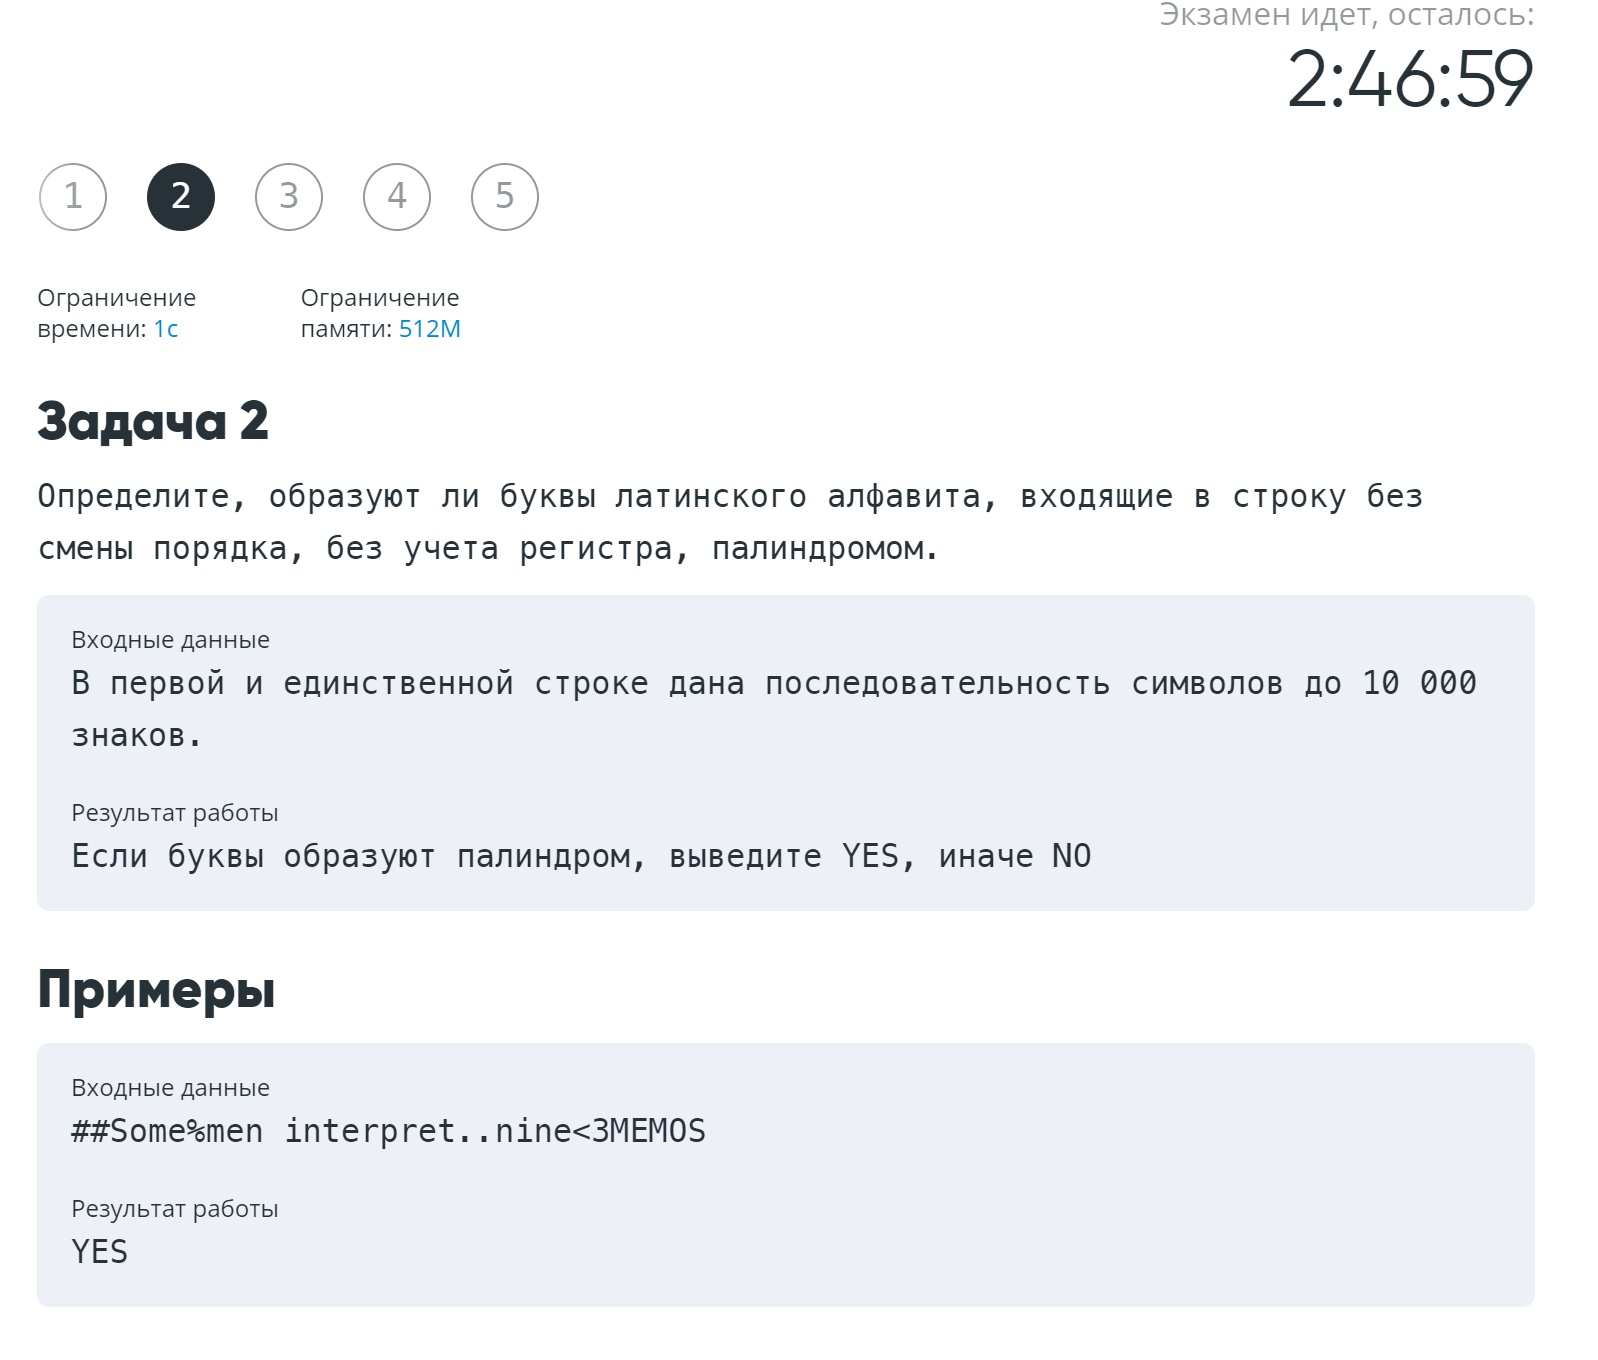 Экзамен идет, осталось:
2:46:59
1 2 3 4 5
Ограничение Ограничение
времени: 1с памяти: 512M
Задача 2
Определите, образуют ли буквы латинского алфавита, входящие в строку без
смены порядка, без учета регистра, палиндромом.
Входные данные
В первой и единственной строке дана последовательность символов до 10 000
знаков.
Результат работы
Если буквы образуют палиндром, выведите YES, иначе NO
Примеры
Входные данные
##Some%men interpret..nine<3MEMOS
Результат работы
YES